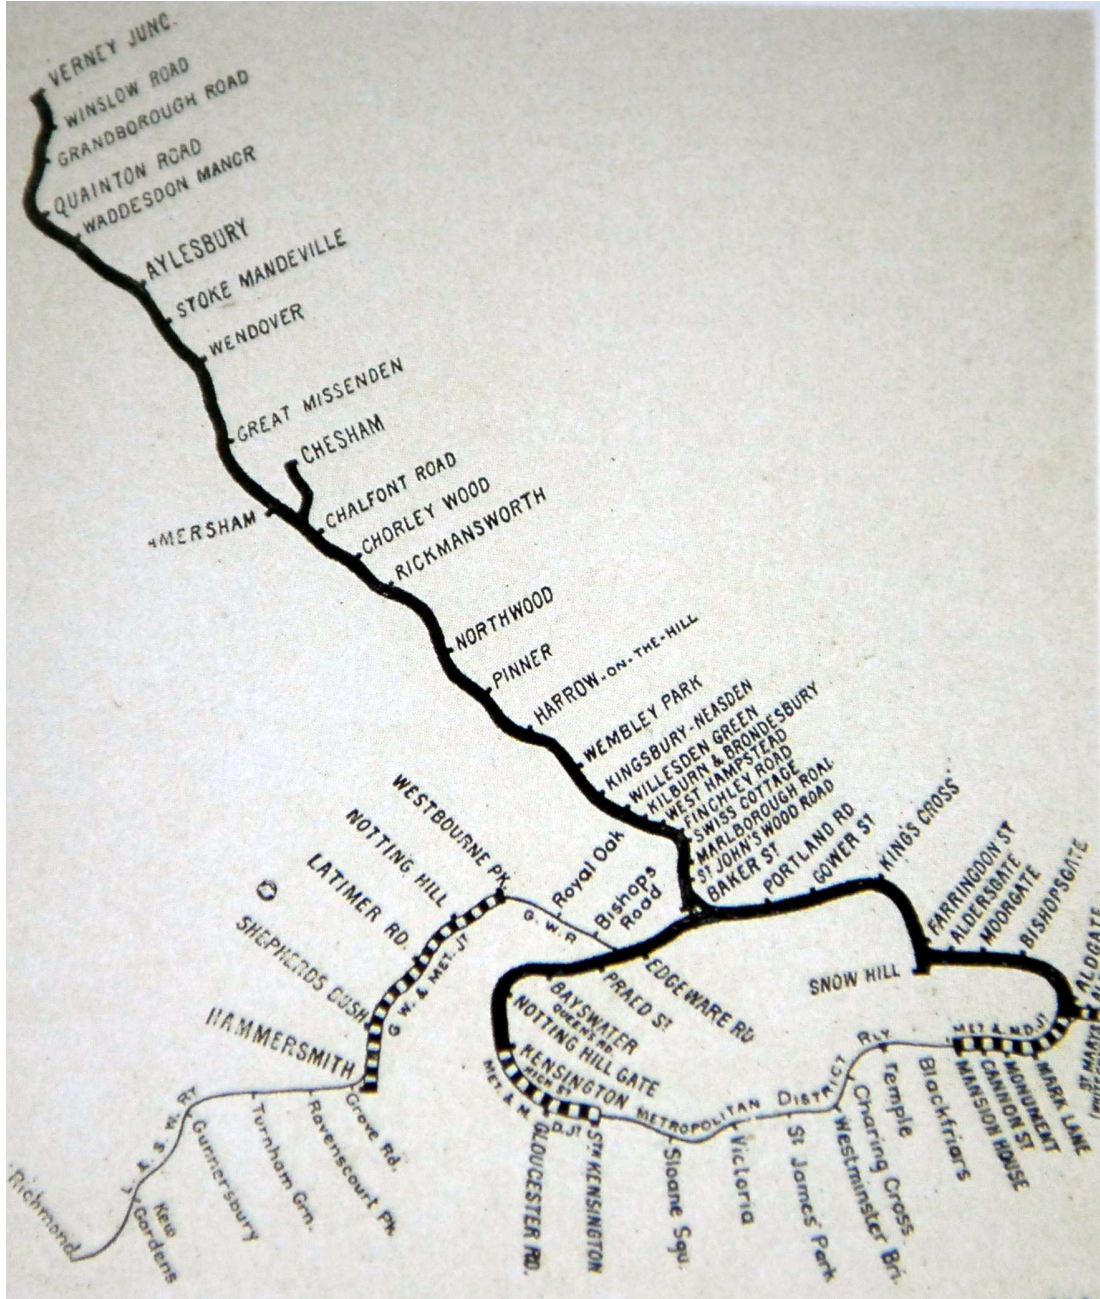 VERNEY JUNC.
WINSLOW ROAD
GRANDBOROUGH ROAD
QUAINTON ROAD
WADDESDON MANOR
AYLESBURY
STOKE MANDEVILLE
WENDOVER
GREAT MISSENDEN
CHESHAM
CHALFONT ROAD
AMERSHAM
CHORLEY WOOD
RICKMANSWORTH
NORTHWOOD
PINNER
HARROW-ON-THE-HILL
WEMBLEY PARK
KINGSBURY-NEASDEN
WILLESDEN GREEN
KILBURN & BRONDESBURY
WEST HAMPSTEAD
FINCHLEY ROAD
SWISS COTTAGE
MARLBOROUGH ROAD
ST JOHN'S WOOD ROAD
BAKER ST
PORTLAND RD.
GOWER ST
KING'S CROSS
FARRINGDON ST
ALDERSGATE
MOORGATE
BISHOPSGATE
ALDGATE
SNOW HILL
WESTBOURNE PK.
NOTTING HILL
LATIMER RD.
SHEPHERDS BUSH
HAMMERSMITH
G. W. & MET. JT
Royal Oak
G. W. R
Bishops
Road
EDGEWARE RD
PRAED ST
BAYSWATER
QUEENS RD.
NOTTING HILL GATE
KENSINGTON
HIGH ST
MET. & M. D. JT
GLOUCESTER RD.
STH KENSINGTON
METROPOLITAN DISTRICT RLY
Sloane Squ.
Victoria
St James' Park
Westminster Bri.
Charing Cross
Temple
Blackfriars
MET & M D JT
MANSION HOUSE
CANNON ST
MONUMENT
MARK LANE
ST MARYS
Grove Rd.
Ravenscourt Pk.
Turnham Grn.
Gunnersbury
L. & S. W. RY
Kew
Gardens
Richmond